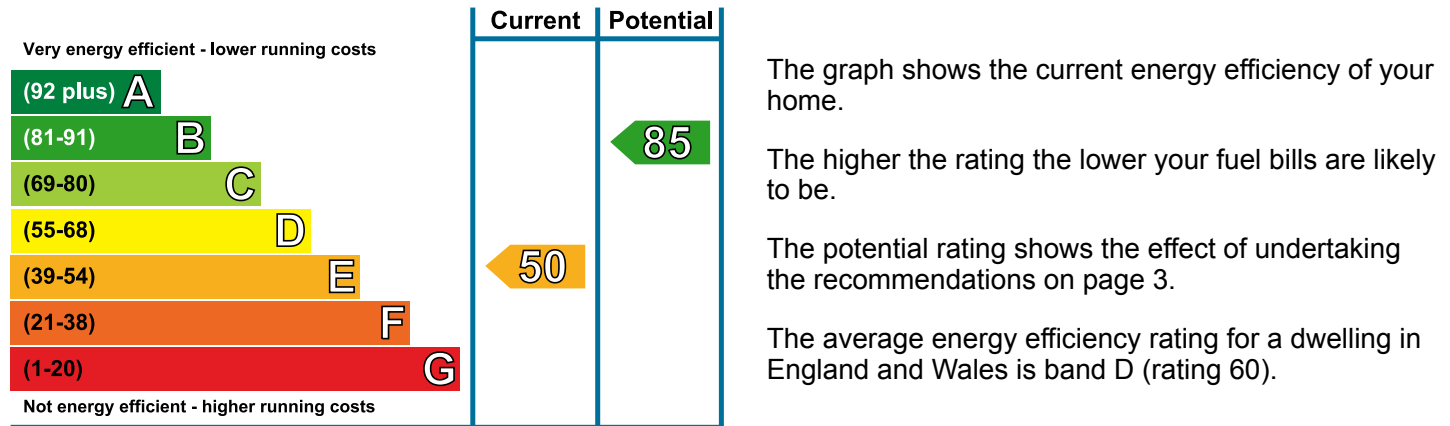 Current Potential
Very energy efficient - lower running costs
(92 plus) A
(81-91) B
85
(69-80) C
(55-68) D
(39-54) E
50
(21-38) F
(1-20) G
Not energy efficient - higher running costs
The graph shows the current energy efficiency of your
home.
The higher the rating the lower your fuel bills are likely
to be.
The potential rating shows the effect of undertaking
the recommendations on page 3.
The average energy efficiency rating for a dwelling in
England and Wales is band D (rating 60).